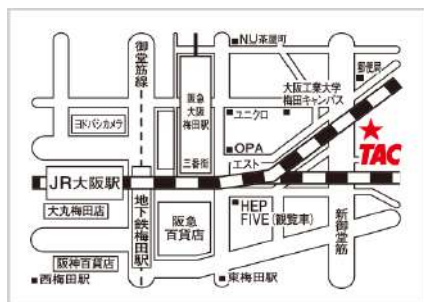 NU茶屋町
御堂筋線
郵便局
大阪工業大学
梅田キャンパス
阪急
大阪
梅田駅
ヨドバシカメラ
ユニクロ
OPA
TAC
三番街
エスト
JR大阪駅
大丸梅田店
地下鉄梅田駅
阪急
百貨店
HEP
FIVE(観覧車)
新御堂筋
阪神百貨店
西梅田駅
東梅田駅